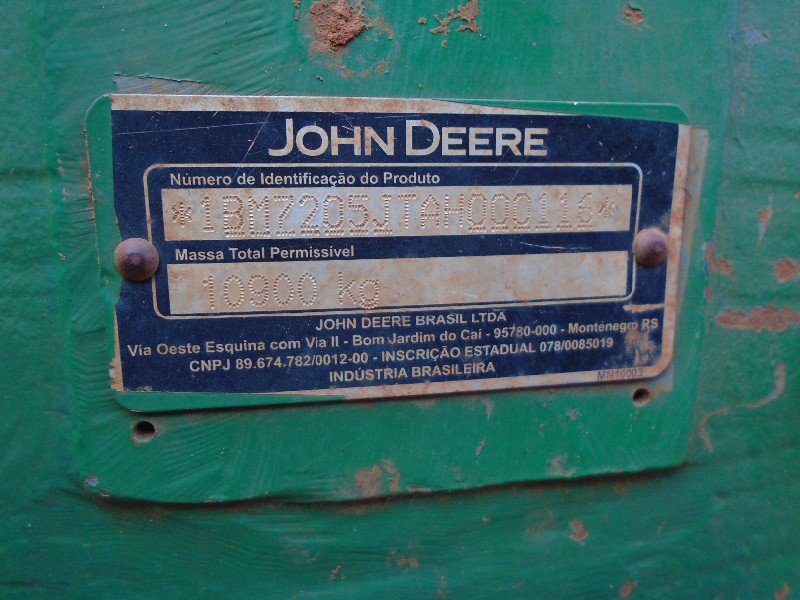 JOHN DEERE
Número de Identificação do Produto
*1BMZ205JTAH000116*
Massa Total Permissível
10900 kg
JOHN DEERE BRASIL LTDA
Via Oeste Esquina com Via II - Bom Jardim do Caí - 95780-000 - Montenegro RS
CNPJ 89.674.782/0012-00 - INSCRIÇÃO ESTADUAL 078/0085019
INDÚSTRIA BRASILEIRA
MN10003